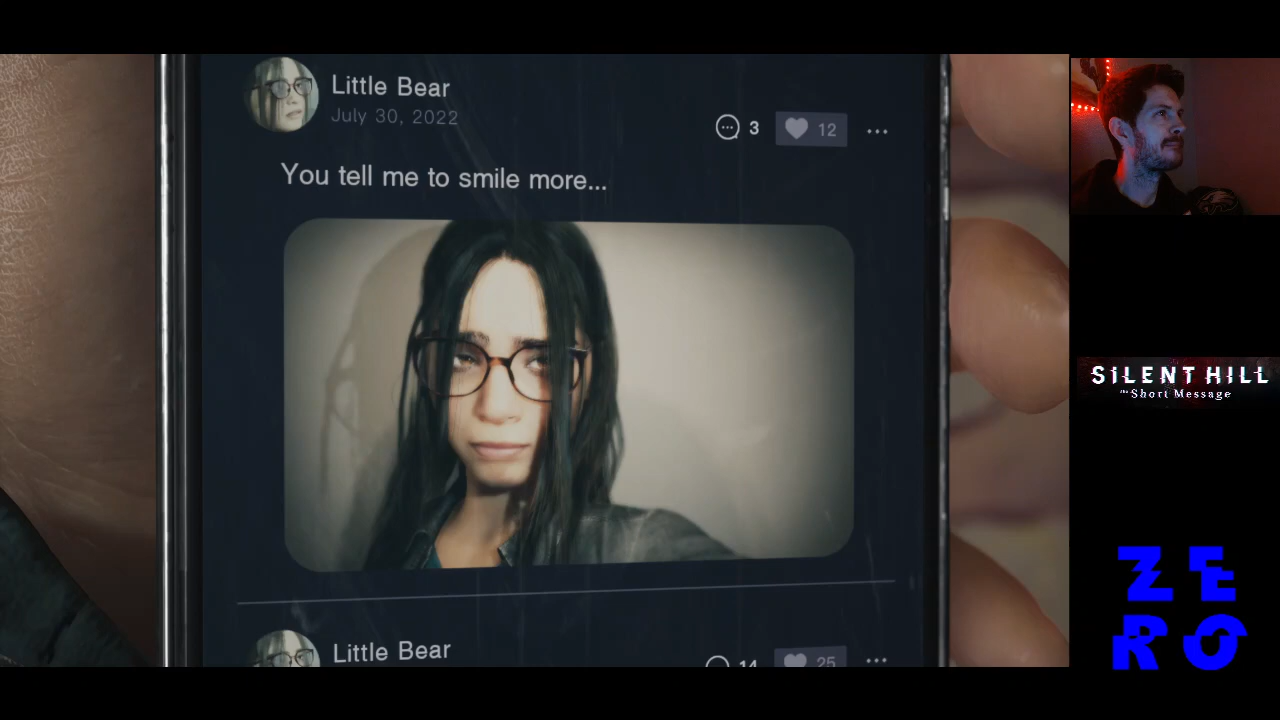 Little Bear
July 30, 2022
3
12
You tell me to smile more...
SILENT HILL
The Short Message
ZE
RO
Little Bear
14
25